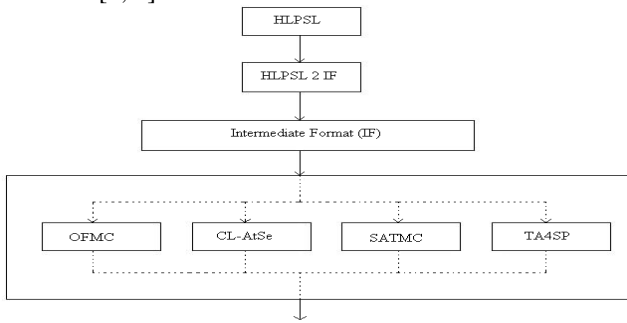 HLPSL
HLPSL 2 IF
Intermediate Format (IF)
OFMC CL-AtSe SATMC TA4SP